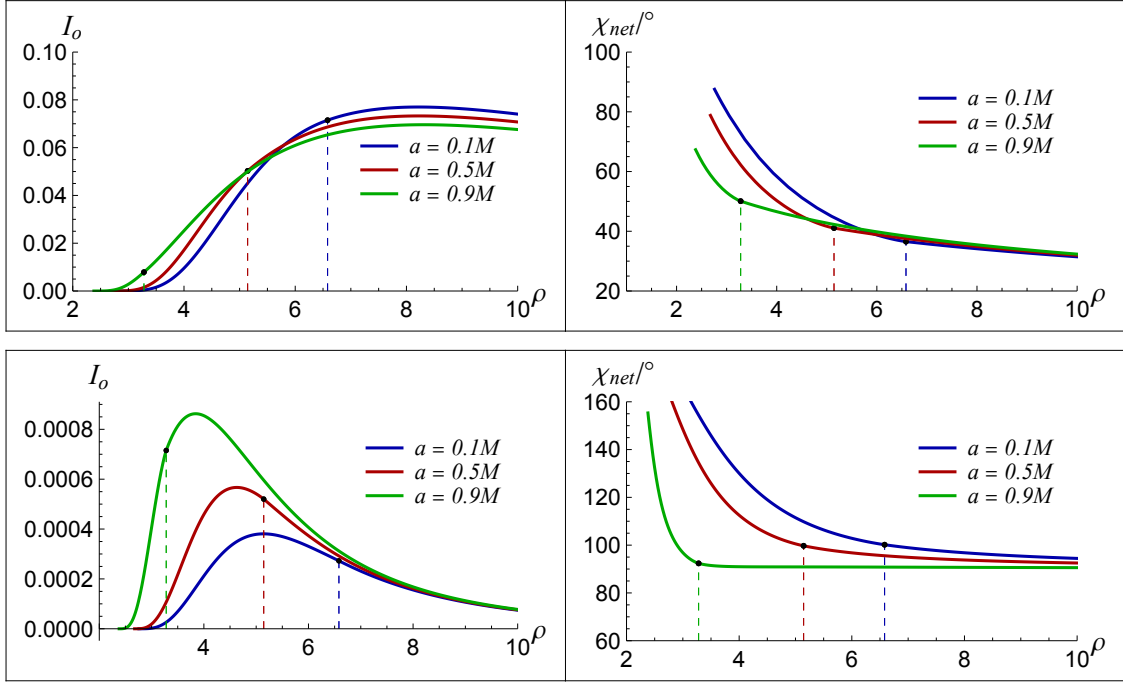 I_o
0.10
0.08
0.06
0.04
0.02
0.00
2 4 6 8 10 ρ
a = 0.1M
a = 0.5M
a = 0.9M
χ_net/°
100
80
60
40
20
2 4 6 8 10 ρ
a = 0.1M
a = 0.5M
a = 0.9M
I_o
0.0008
0.0006
0.0004
0.0002
0.0000
4 6 8 10 ρ
a = 0.1M
a = 0.5M
a = 0.9M
χ_net/°
160
140
120
100
80
60
2 4 6 8 10 ρ
a = 0.1M
a = 0.5M
a = 0.9M